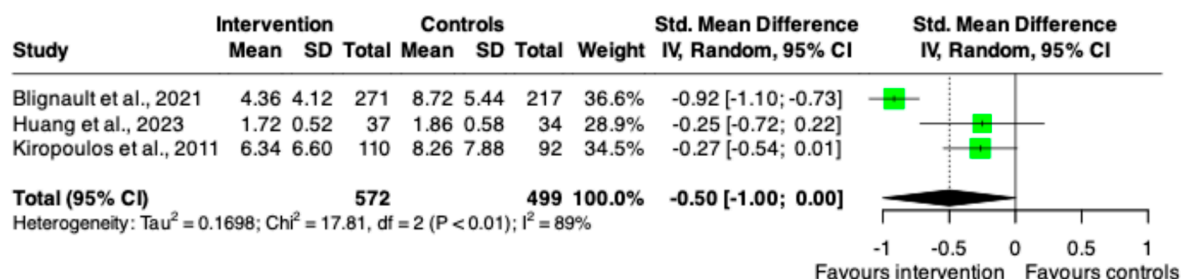 Intervention Controls Std. Mean Difference Std. Mean Difference
Study Mean SD Total Mean SD Total Weight IV, Random, 95% CI IV, Random, 95% CI
Blignault et al., 2021 4.36 4.12 271 8.72 5.44 217 36.6% -0.92 [-1.10; -0.73]
Huang et al., 2023 1.72 0.52 37 1.86 0.58 34 28.9% -0.25 [-0.72; 0.22]
Kiropoulos et al., 2011 6.34 6.60 110 8.26 7.88 92 34.5% -0.27 [-0.54; 0.01]
Total (95% CI) 572 499 100.0% -0.50 [-1.00; 0.00]
Heterogeneity: Tau² = 0.1698; Chi² = 17.81, df = 2 (P < 0.01); I² = 89%
-1 -0.5 0 0.5 1
Favours intervention Favours controls